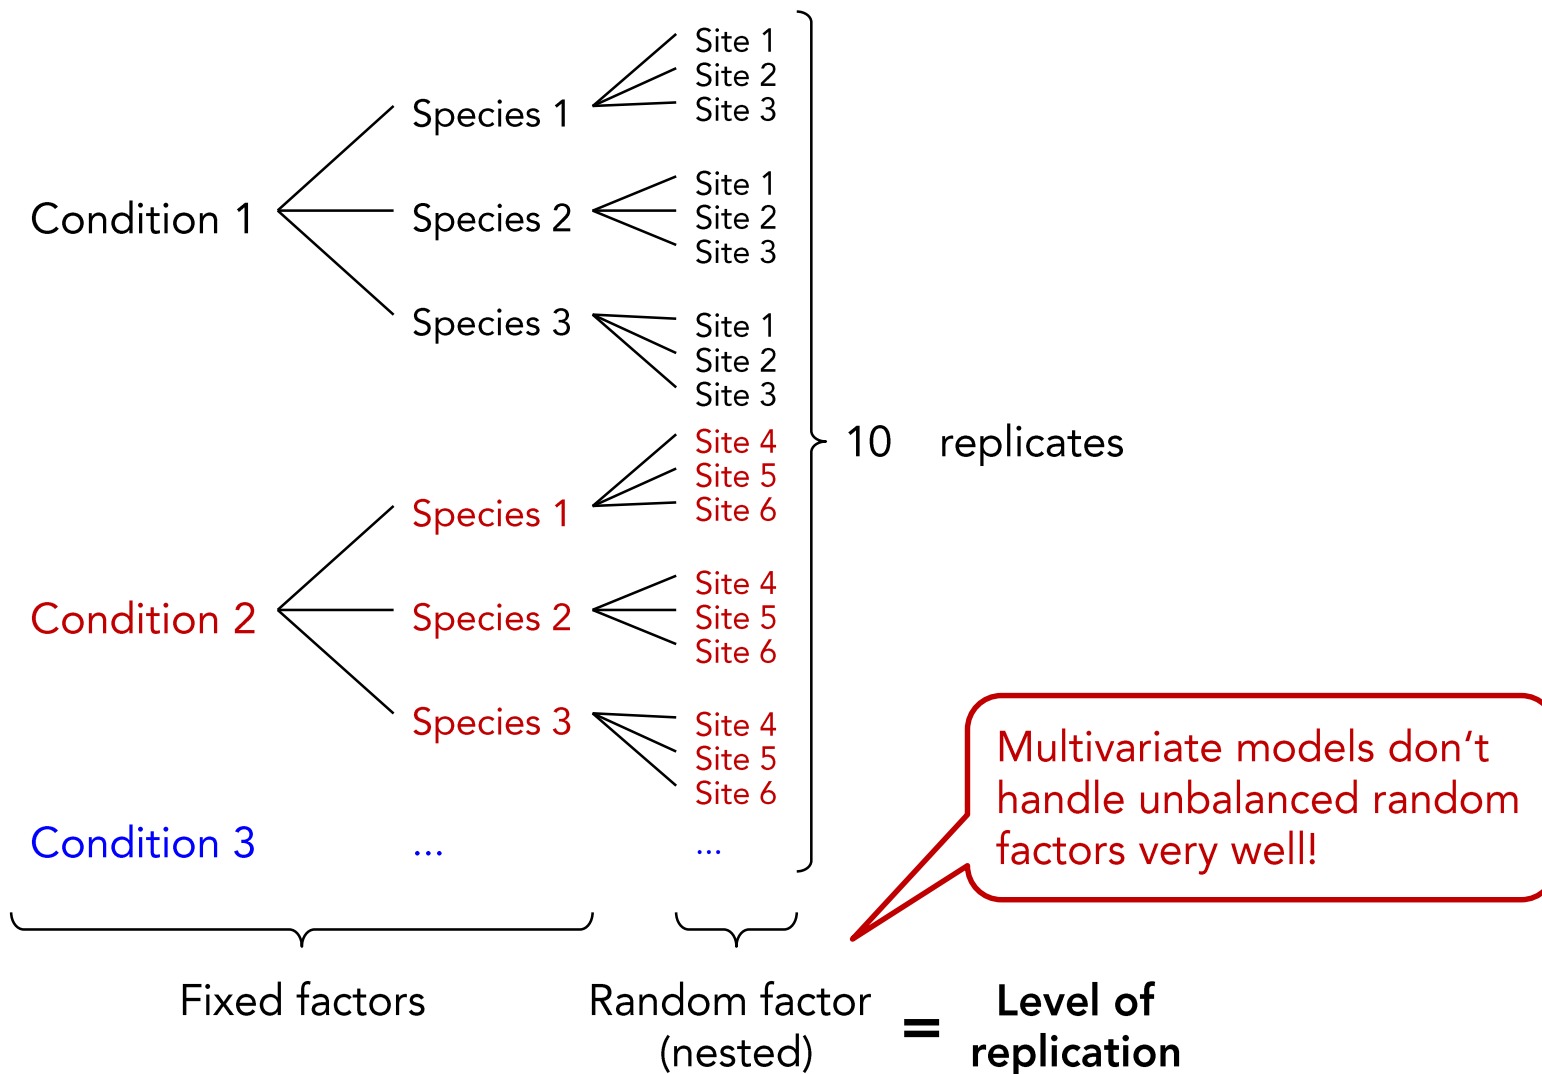 Site 1
Site 2
Site 3
Species 1
Site 1
Site 2
Site 3
Condition 1
Species 2
Site 1
Site 2
Site 3
Species 3
Site 4
Site 5
Site 6
Species 1
10 replicates
Site 4
Site 5
Site 6
Condition 2
Species 2
Site 4
Site 5
Site 6
Species 3
Condition 3
...
...
Multivariate models don‘t
handle unbalanced random
factors very well!
Fixed factors
Random factor
(nested)
=
Level of
replication